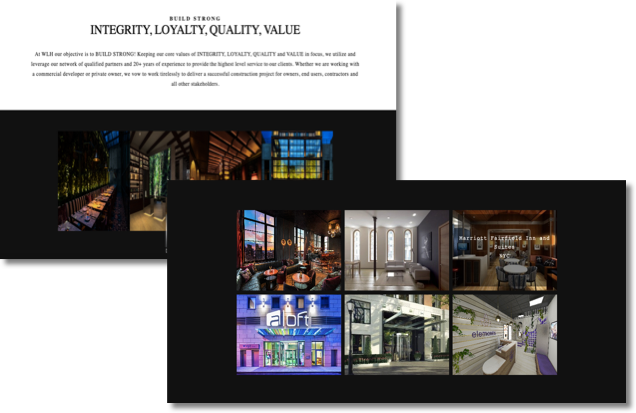 BUILD STRONG
INTEGRITY, LOYALTY, QUALITY, VALUE
At WLH our objective is to BUILD STRONG! Keeping our core values of INTEGRITY, LOYALTY, QUALITY and VALUE in focus, we utilize and
leverage our network of qualified partners and 20+ years of experience to provide the highest level service to our clients. Whether we are working with
a commercial developer or private owner, we vow to work tirelessly to deliver a successful construction project for owners, end users, contractors and
all other stakeholders.
Marriott Fairfield Inn and
Suites
NYC
aloft
element